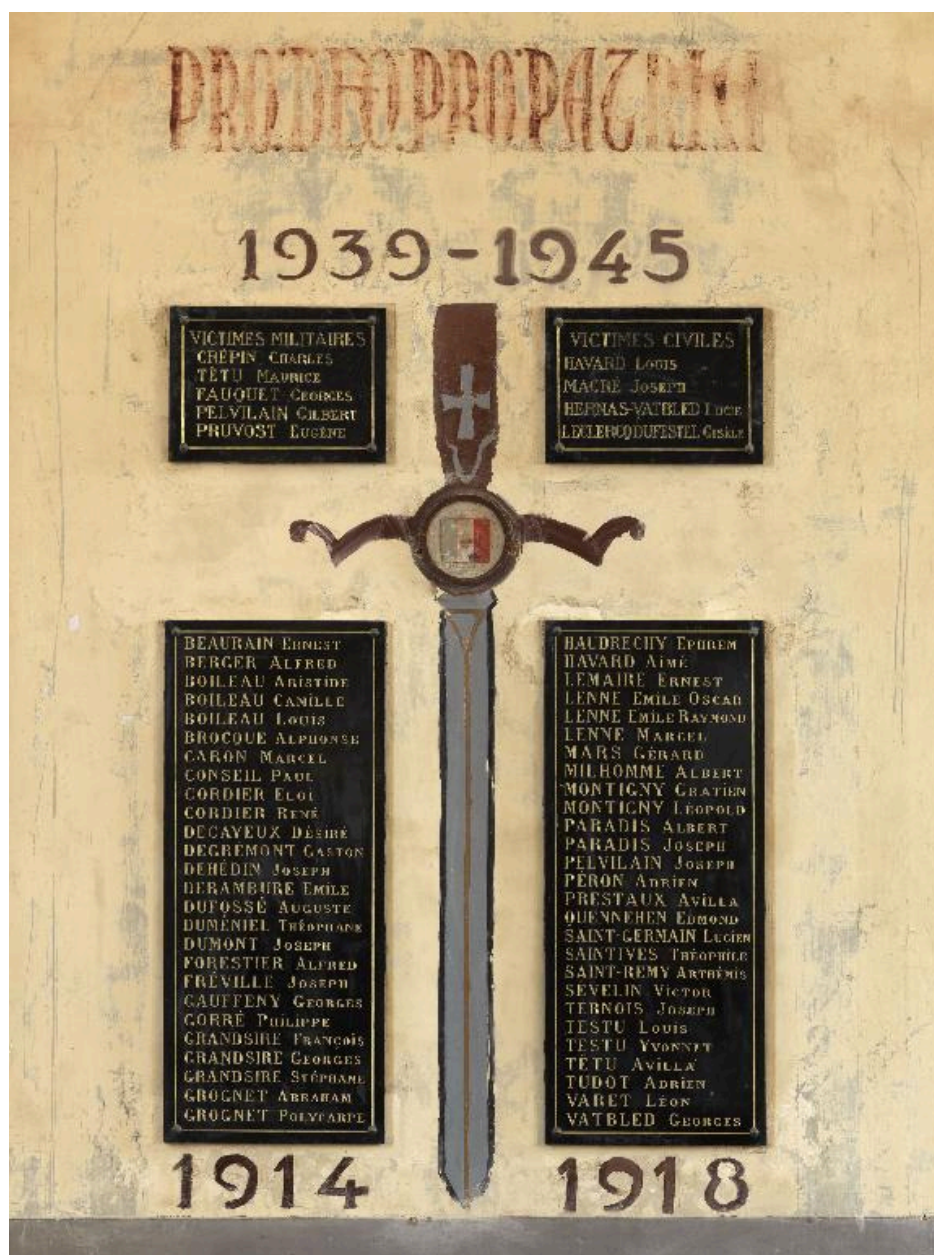 PRO DEO PRO PATRIA
1939-1945
VICTIMES MILITAIRES
CRÉPIN CHARLES
TÊTU MAURICE
FAUQUET GEORGES
PELVILAIN GILBERT
PRUVOST EUGÈNE
VICTIMES CIVILES
HAVARD LOUIS
MACRÉ JOSEPH
HERNAS-VATBLED LUCIE
LECLERCQ DUFESTEL GISÈLE
BEAURAIN ERNEST
BERGER ALFRED
BOILEAU ARISTIDE
BOILEAU CAMILLE
BOILEAU LOUIS
BROCQUE ALPHONSE
CARON MARCEL
CONSEIL PAUL
CORDIER ELOI
CORDIER RENÉ
DECAYEUX DÉSIRÉ
DEGREMONT GASTON
DEHÉDIN JOSEPH
DERAMBURE EMILE
DUFOSSÉ AUGUSTE
DUMÉNIEL THÉOPHANE
DUMONT JOSEPH
FORESTIER ALFRED
FRÉVILLE JOSEPH
GAUFFENY GEORGES
GORRÉ PHILIPPE
GRANDSIRE FRANÇOIS
GRANDSIRE GEORGES
GRANDSIRE STÉPHANE
GROGNET ABRAHAM
GROGNET POLYCARPE
HAUDRECHY EPHREM
HAVARD AIMÉ
LEMAIRE ERNEST
LENNE EMILE OSCAR
LENNE EMILE RAYMOND
LENNE MARCEL
MARS GÉRARD
MILHOMME ALBERT
MONTIGNY GRATIEN
MONTIGNY LÉOPOLD
PARADIS ALBERT
PARADIS JOSEPH
PELVILAIN JOSEPH
PÉRON ADRIEN
PRESTAUX AVILLA
QUENNEHEN EDMOND
SAINT-GERMAIN LUCIEN
SAINTIVES THÉOPHILE
SAINT-REMY ARTHÉMIS
SEVELIN VICTOR
TERNOIS JOSEPH
TESTU LOUIS
TESTU YVONNET
TÊTU AVILLA
TUDOT ADRIEN
VARET LÉON
VATBLED GEORGES
1914 1918